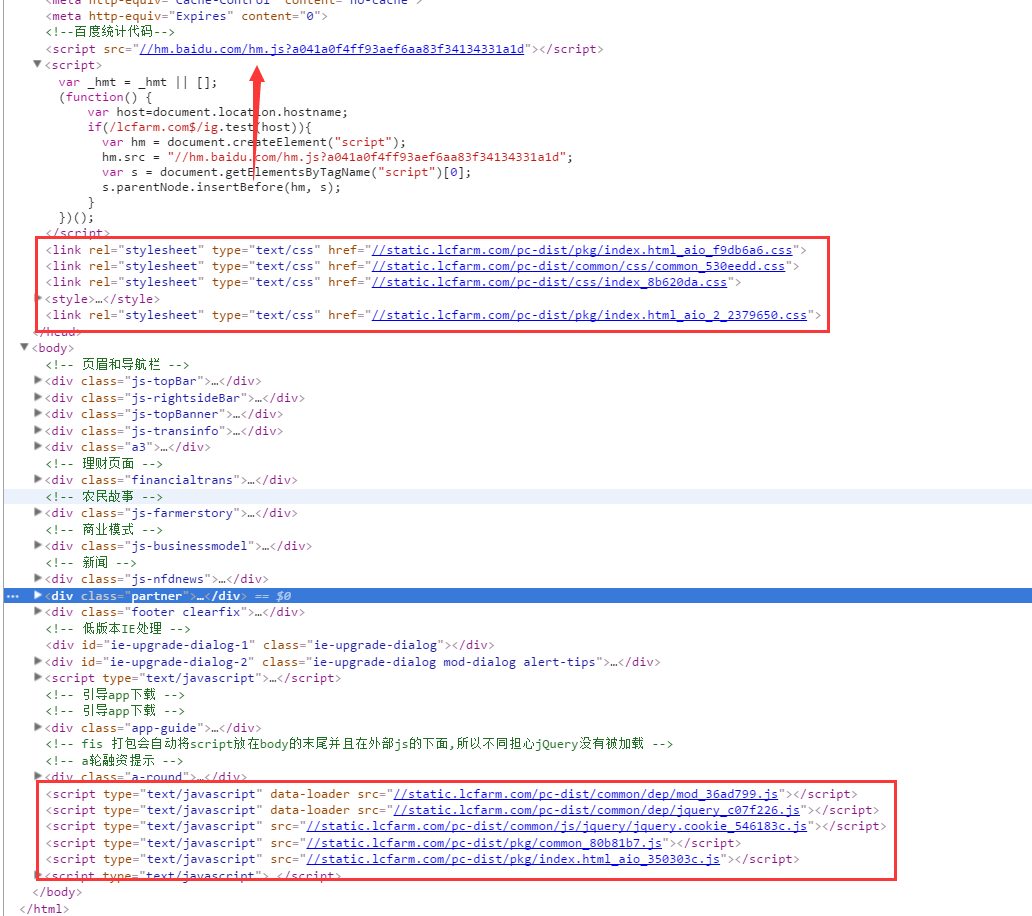 <meta http-equiv="Cache-Control" content="no-cache">
<meta http-equiv="Expires" content="0">
<!--百度统计代码-->
<script src="//hm.baidu.com/hm.js?a041a0f4ff93aef6aa83f34134331a1d"></script>
<script>
var _hmt = _hmt || [];
(function() {
var host=document.location.hostname;
if(/lcfarm.com$/ig.test(host)){
var hm = document.createElement("script");
hm.src = "//hm.baidu.com/hm.js?a041a0f4ff93aef6aa83f34134331a1d";
var s = document.getElementsByTagName("script")[0];
s.parentNode.insertBefore(hm, s);
}
})();
</script>
<link rel="stylesheet" type="text/css" href="//static.lcfarm.com/pc-dist/pkg/index.html_aio_f9db6a6.css">
<link rel="stylesheet" type="text/css" href="//static.lcfarm.com/pc-dist/common/css/common_530eedd.css">
<link rel="stylesheet" type="text/css" href="//static.lcfarm.com/pc-dist/css/index_8b620da.css">
<style>…</style>
<link rel="stylesheet" type="text/css" href="//static.lcfarm.com/pc-dist/pkg/index.html_aio_2_2379650.css">
</head>
<body>
<!-- 页眉和导航栏 -->
<div class="js-topBar">…</div>
<div class="js-rightsideBar">…</div>
<div class="js-topBanner">…</div>
<div class="js-transinfo">…</div>
<div class="a3">…</div>
<!-- 理财页面 -->
<div class="financialtrans">…</div>
<!-- 农民故事 -->
<div class="js-farmerstory">…</div>
<!-- 商业模式 -->
<div class="js-businessmodel">…</div>
<!-- 新闻 -->
<div class="js-nfdnews">…</div>
<div class="partner">…</div> == $0
<div class="footer clearfix">…</div>
<!-- 低版本IE处理 -->
<div id="ie-upgrade-dialog-1" class="ie-upgrade-dialog"></div>
<div id="ie-upgrade-dialog-2" class="ie-upgrade-dialog mod-dialog alert-tips">…</div>
<script type="text/javascript">…</script>
<!-- 引导app下载 -->
<!-- 引导app下载 -->
<div class="app-guide">…</div>
<!-- fis 打包会自动将script放在body的末尾并且在外部js的下面,所以不同担心jQuery没有被加载 -->
<!-- a轮融资提示 -->
<div class="a-round">…</div>
<script type="text/javascript" data-loader src="//static.lcfarm.com/pc-dist/common/dep/mod_36ad799.js"></script>
<script type="text/javascript" data-loader src="//static.lcfarm.com/pc-dist/common/dep/jquery_c07f226.js"></script>
<script type="text/javascript" src="//static.lcfarm.com/pc-dist/common/js/jquery/jquery.cookie_546183c.js"></script>
<script type="text/javascript" src="//static.lcfarm.com/pc-dist/pkg/common_80b81b7.js"></script>
<script type="text/javascript" src="//static.lcfarm.com/pc-dist/pkg/index.html_aio_350303c.js"></script>
<script type="text/javascript">…</script>
</body>
</html>